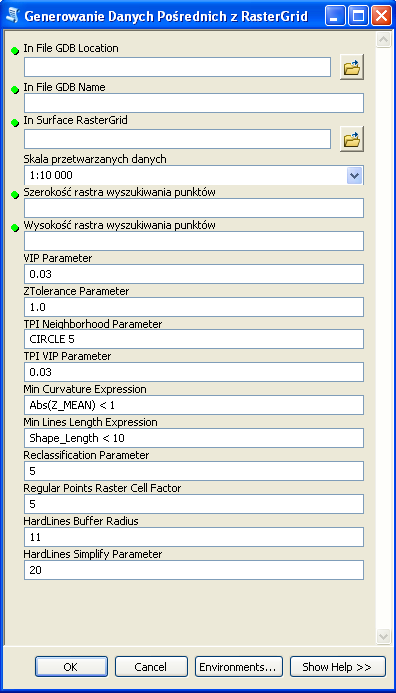 Generowanie Danych Pośrednich z RasterGrid
In File GDB Location
In File GDB Name
In Surface RasterGrid
Skala przetwarzanych danych
1:10 000
Szerokość rastra wyszukiwania punktów
Wysokość rastra wyszukiwania punktów
VIP Parameter
0.03
ZTolerance Parameter
1.0
TPI Neighborhood Parameter
CIRCLE 5
TPI VIP Parameter
0.03
Min Curvature Expression
Abs(Z_MEAN) < 1
Min Lines Length Expression
Shape_Length < 10
Reclassification Parameter
5
Regular Points Raster Cell Factor
5
HardLines Buffer Radius
11
HardLines Simplify Parameter
20
OK
Cancel
Environments...
Show Help >>